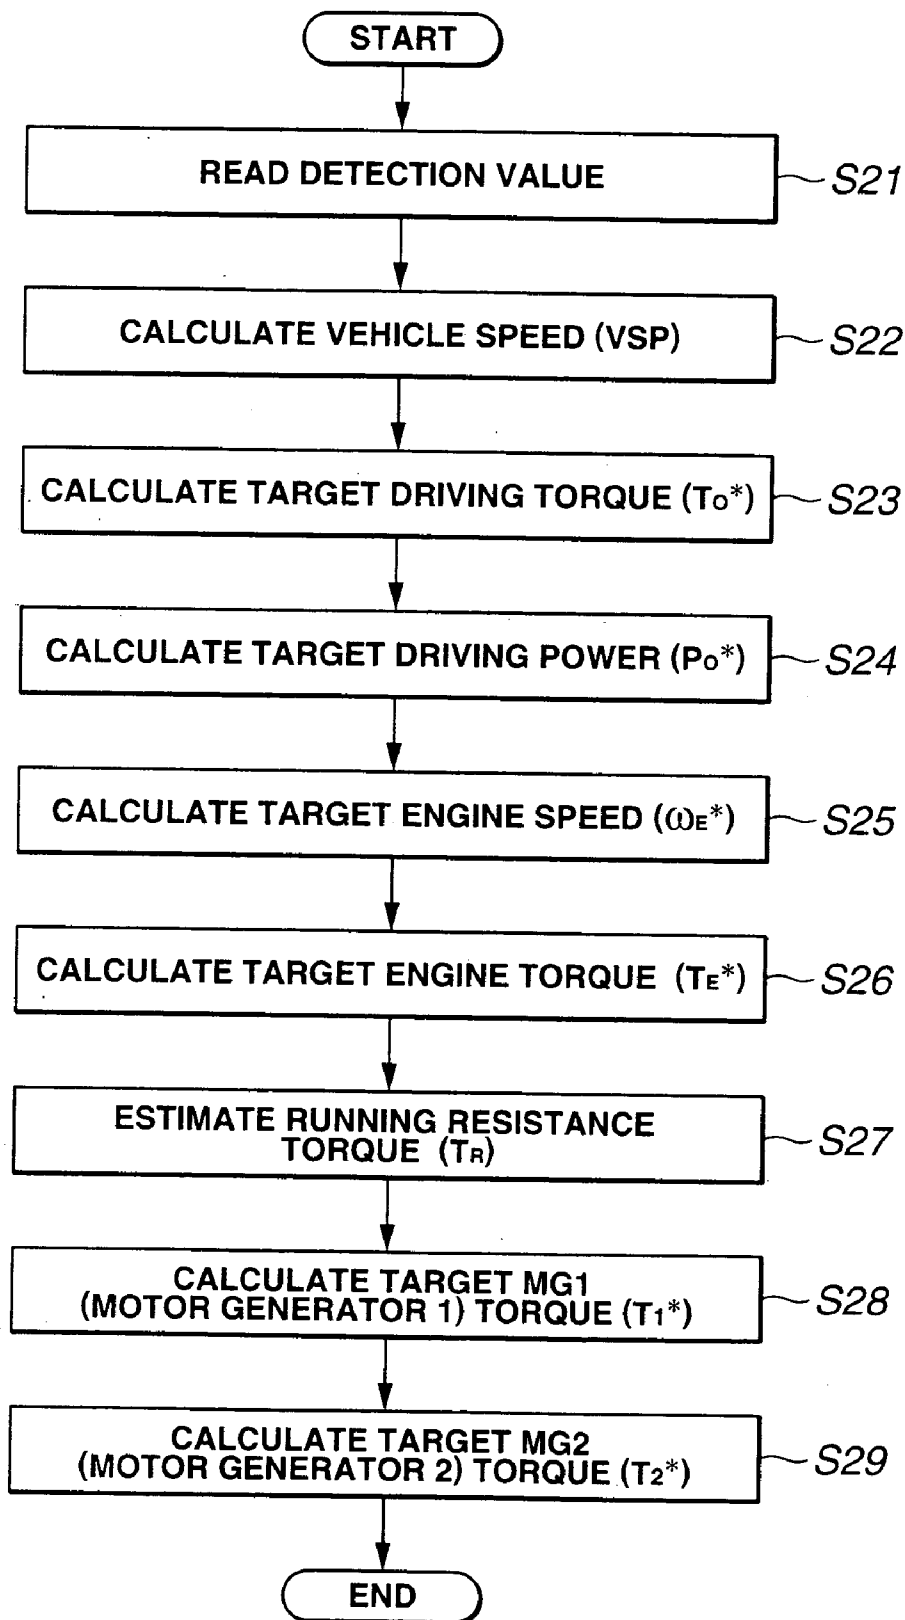 START
READ DETECTION VALUE
S21
CALCULATE VEHICLE SPEED (VSP)
S22
CALCULATE TARGET DRIVING TORQUE (To*)
S23
CALCULATE TARGET DRIVING POWER (Po*)
S24
CALCULATE TARGET ENGINE SPEED (ωE*)
S25
CALCULATE TARGET ENGINE TORQUE (TE*)
S26
ESTIMATE RUNNING RESISTANCE
TORQUE (TR)
S27
CALCULATE TARGET MG1
(MOTOR GENERATOR 1) TORQUE (T1*)
S28
CALCULATE TARGET MG2
(MOTOR GENERATOR 2) TORQUE (T2*)
S29
END